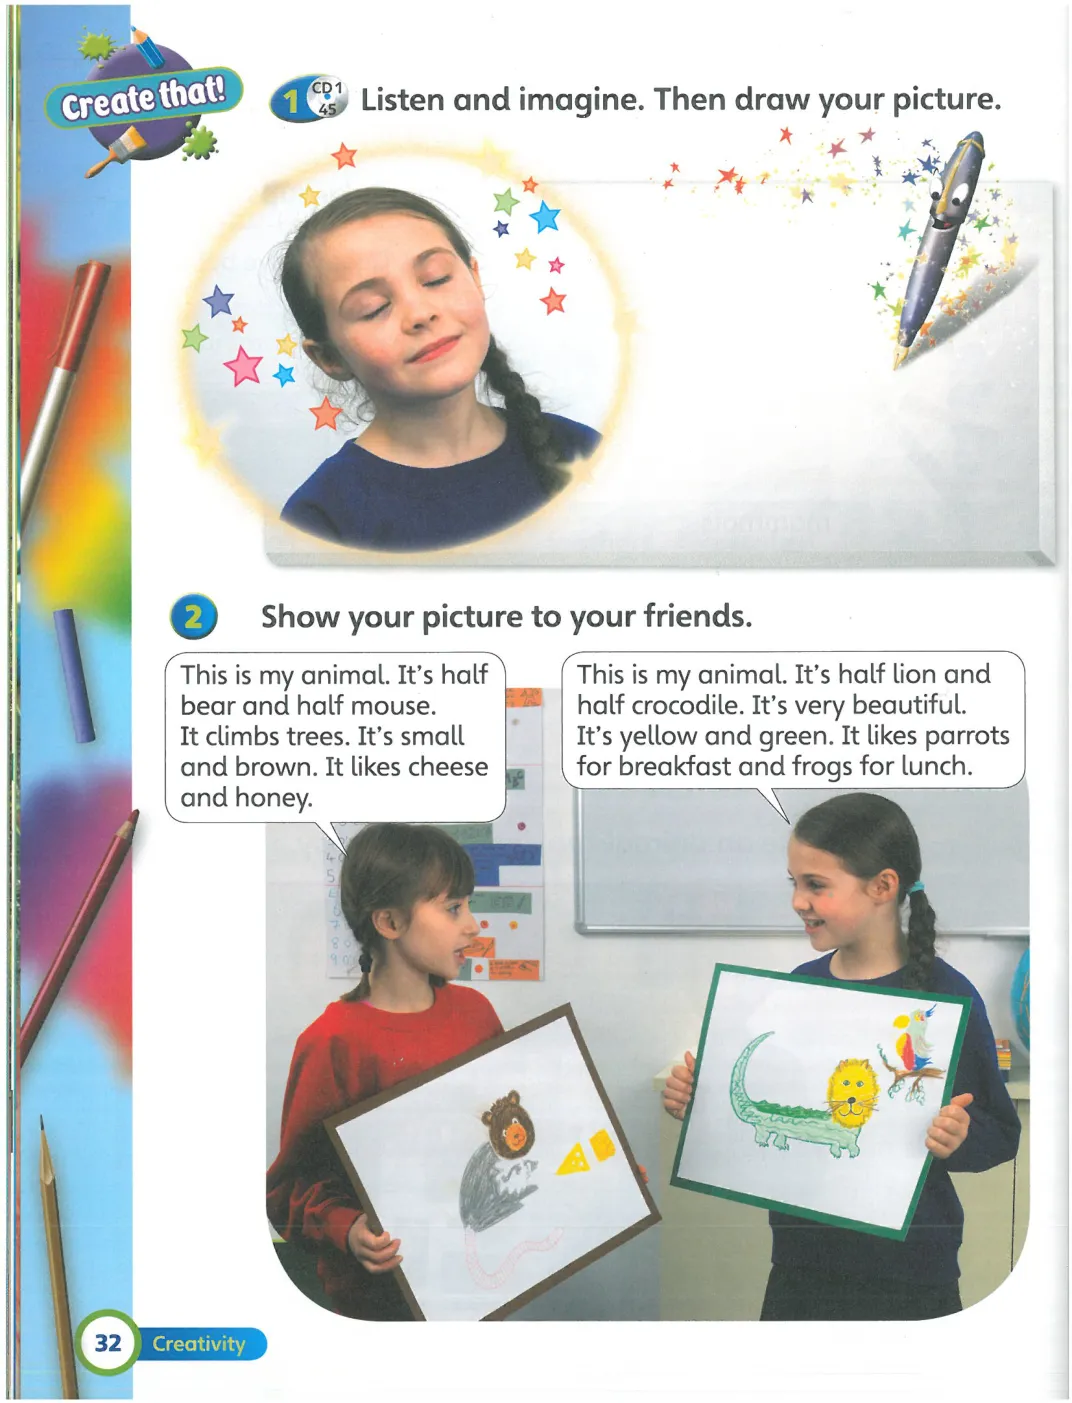 Create that!
1
CD1
45
Listen and imagine. Then draw your picture.
2
Show your picture to your friends.
This is my animal. It's half
bear and half mouse.
It climbs trees. It's small
and brown. It likes cheese
and honey.
This is my animal. It's half lion and
half crocodile. It's very beautiful.
It's yellow and green. It likes parrots
for breakfast and frogs for lunch.
32
Creativity